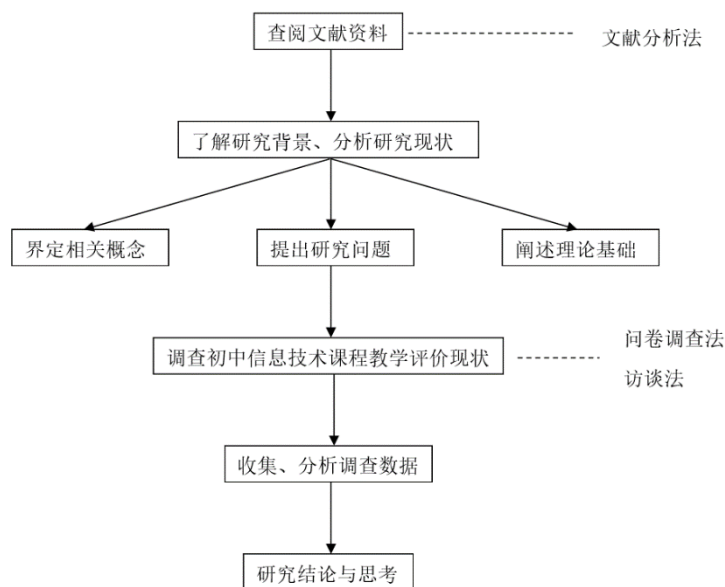 查阅文献资料
文献分析法
了解研究背景、分析研究现状
界定相关概念
提出研究问题
阐述理论基础
调查初中信息技术课程教学评价现状
问卷调查法
访谈法
收集、分析调查数据
研究结论与思考